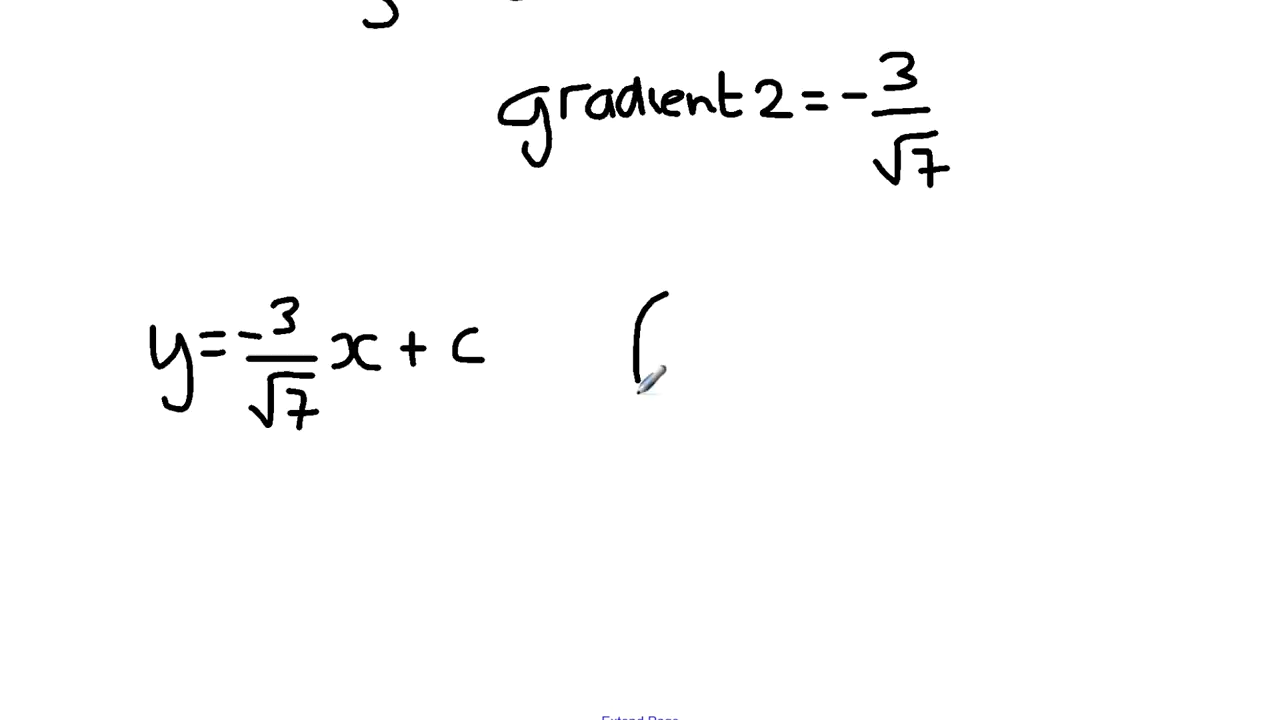 gradient 2 = - 3/√7
y = -3/√7 x + c (